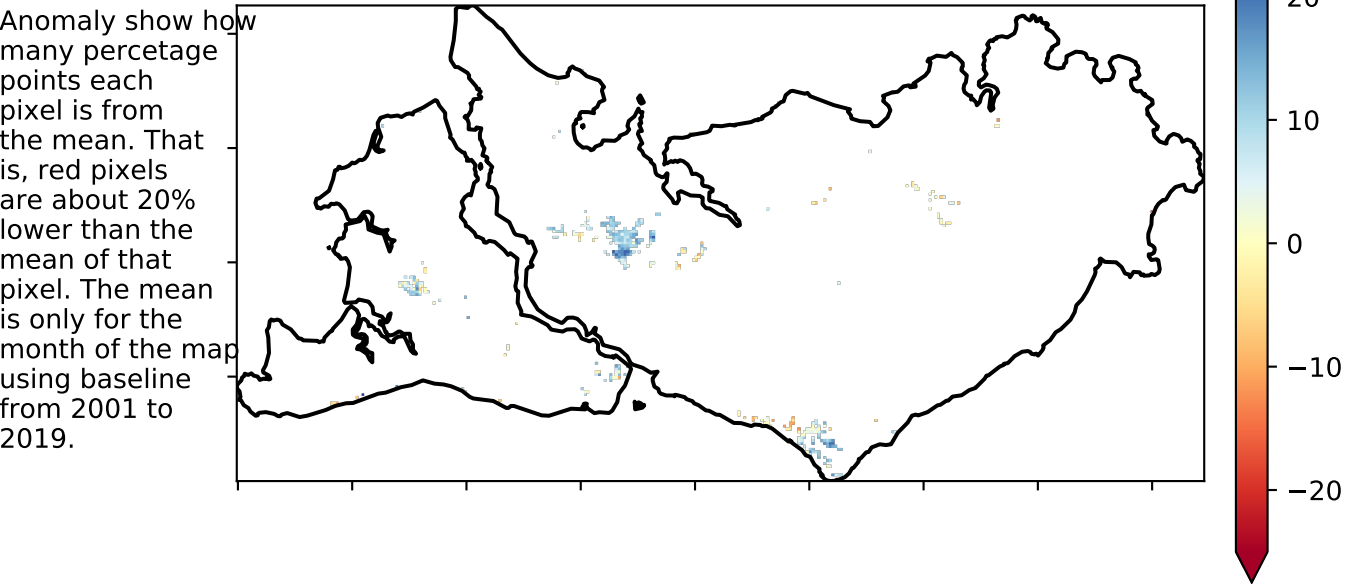 Anomaly show how
many percetage
points each
pixel is from
the mean. That
is, red pixels
are about 20%
lower than the
mean of that
pixel. The mean
is only for the
month of the map
using baseline
from 2001 to
2019.
20
10
0
−10
−20